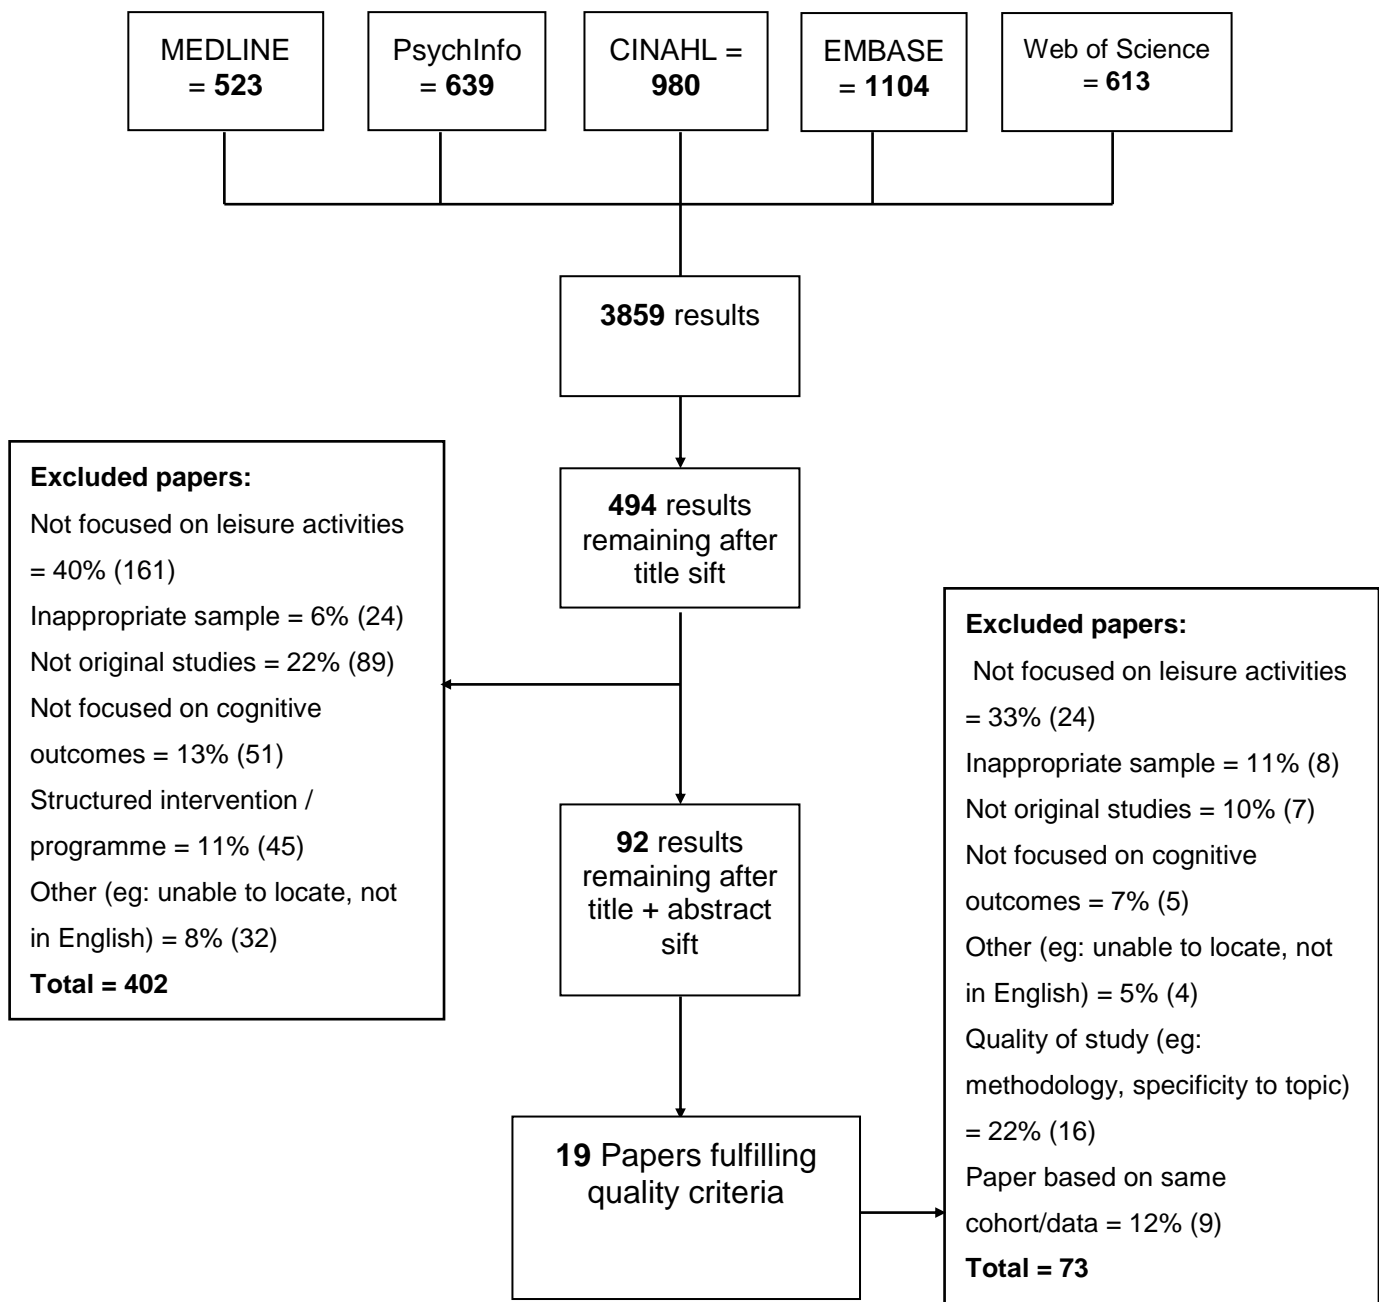 MEDLINE
= 523
PsychInfo
= 639
CINAHL =
980
EMBASE
= 1104
Web of Science
= 613
3859 results
494 results
remaining after
title sift
Excluded papers:
Not focused on leisure activities
= 40% (161)
Inappropriate sample = 6% (24)
Not original studies = 22% (89)
Not focused on cognitive
outcomes = 13% (51)
Structured intervention /
programme = 11% (45)
Other (eg: unable to locate, not
in English) = 8% (32)
Total = 402
92 results
remaining after
title + abstract
sift
Excluded papers:
Not focused on leisure activities
= 33% (24)
Inappropriate sample = 11% (8)
Not original studies = 10% (7)
Not focused on cognitive
outcomes = 7% (5)
Other (eg: unable to locate, not
in English) = 5% (4)
Quality of study (eg:
methodology, specificity to topic)
= 22% (16)
Paper based on same
cohort/data = 12% (9)
Total = 73
19 Papers fulfilling
quality criteria